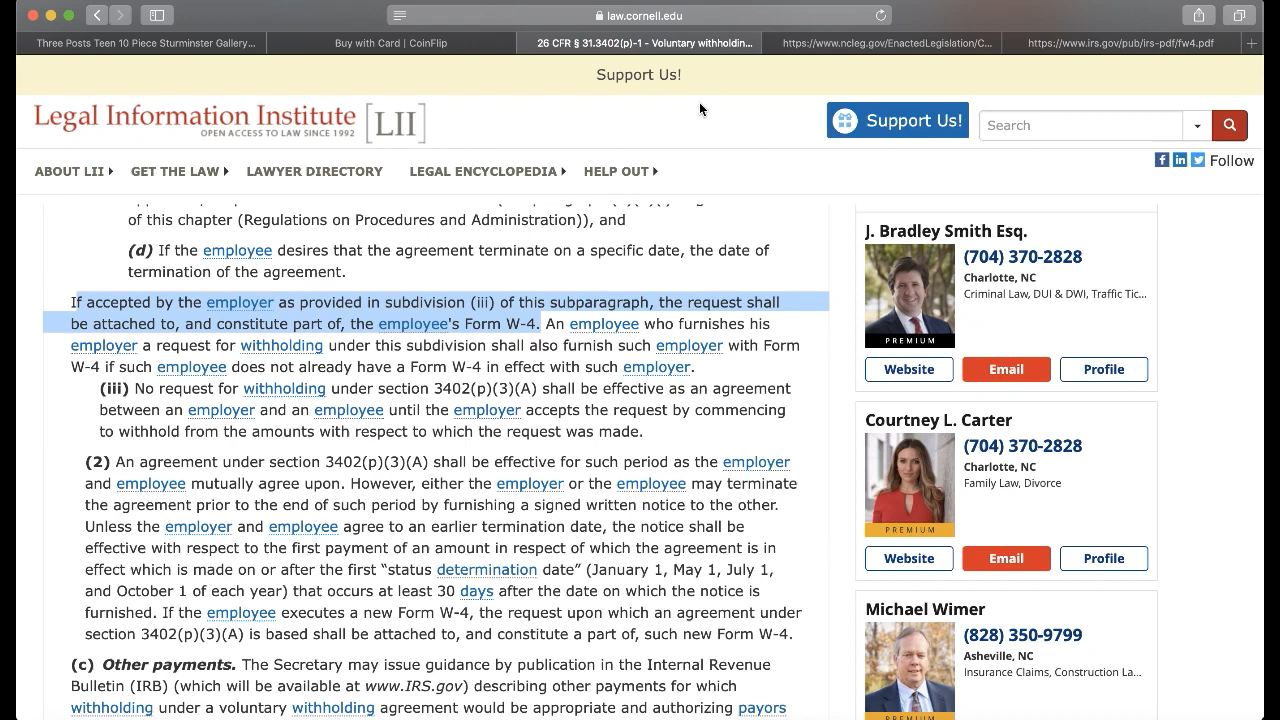 law.cornell.edu
Three Posts Teen 10 Piece Sturminster Gallery...
Buy with Card | CoinFlip
26 CFR § 31.3402(p)-1 - Voluntary withholdin...
https://www.ncleg.gov/EnactedLegislation/C...
https://www.irs.gov/pub/irs-pdf/fw4.pdf
Support Us!
Legal Information Institute [LII]
OPEN ACCESS TO LAW SINCE 1992
Support Us!
Search
ABOUT LII
GET THE LAW
LAWYER DIRECTORY
LEGAL ENCYCLOPEDIA
HELP OUT
Follow
of this chapter (Regulations on Procedures and Administration)), and
(d) If the employee desires that the agreement terminate on a specific date, the date of
termination of the agreement.
If accepted by the employer as provided in subdivision (iii) of this subparagraph, the request shall
be attached to, and constitute part of, the employee's Form W-4. An employee who furnishes his
employer a request for withholding under this subdivision shall also furnish such employer with Form
W-4 if such employee does not already have a Form W-4 in effect with such employer.
(iii) No request for withholding under section 3402(p)(3)(A) shall be effective as an agreement
between an employer and an employee until the employer accepts the request by commencing
to withhold from the amounts with respect to which the request was made.
(2) An agreement under section 3402(p)(3)(A) shall be effective for such period as the employer
and employee mutually agree upon. However, either the employer or the employee may terminate
the agreement prior to the end of such period by furnishing a signed written notice to the other.
Unless the employer and employee agree to an earlier termination date, the notice shall be
effective with respect to the first payment of an amount in respect of which the agreement is in
effect which is made on or after the first “status determination date” (January 1, May 1, July 1,
and October 1 of each year) that occurs at least 30 days after the date on which the notice is
furnished. If the employee executes a new Form W-4, the request upon which an agreement under
section 3402(p)(3)(A) is based shall be attached to, and constitute a part of, such new Form W-4.
(c) Other payments. The Secretary may issue guidance by publication in the Internal Revenue
Bulletin (IRB) (which will be available at www.IRS.gov) describing other payments for which
withholding under a voluntary withholding agreement would be appropriate and authorizing payors
J. Bradley Smith Esq.
(704) 370-2828
Charlotte, NC
Criminal Law, DUI & DWI, Traffic Tic...
PREMIUM
Website
Email
Profile
Courtney L. Carter
(704) 370-2828
Charlotte, NC
Family Law, Divorce
PREMIUM
Website
Email
Profile
Michael Wimer
(828) 350-9799
Asheville, NC
Insurance Claims, Construction La...
PREMIUM